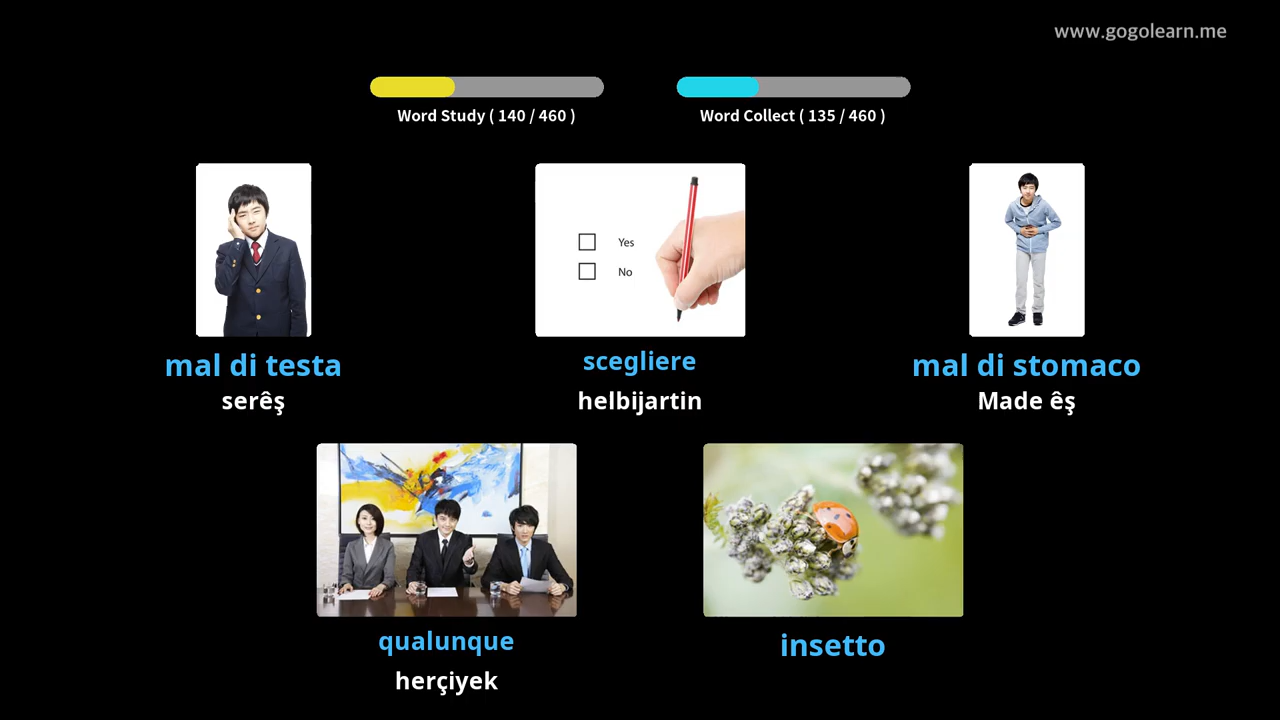 www.gogolearn.me
Word Study ( 140 / 460 )
Word Collect ( 135 / 460 )
Yes
No
mal di testa
serêş
scegliere
helbijartin
mal di stomaco
Made êş
qualunque
herçiyek
insetto